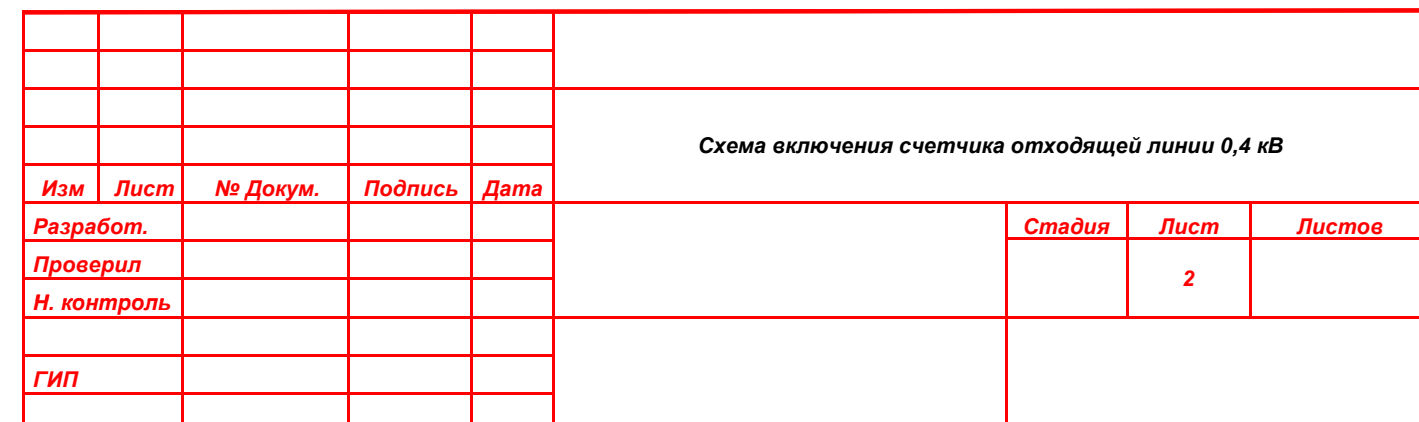 Схема включения счетчика отходящей линии 0,4 кВ
Изм Лист № Докум. Подпись Дата
Разработ. Стадия Лист Листов
Проверил
2
Н. контроль
ГИП